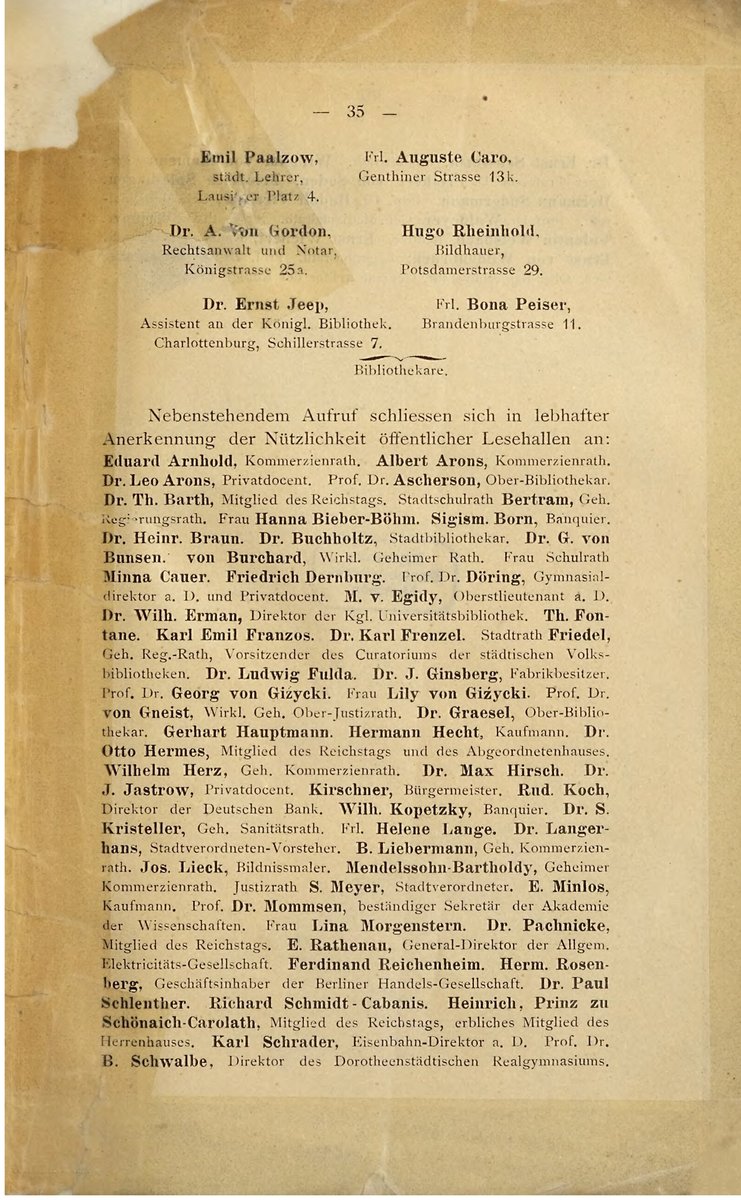 — 35 —
Emil Paalzow,
städt. Lehrer,
Lausitzer Platz 4.
Frl. Auguste Caro,
Genthiner Strasse 13k.
Dr. A. Von Gordon,
Rechtsanwalt und Notar,
Königstrasse 25a.
Hugo Rheinhold,
Bildhauer,
Potsdamerstrasse 29.
Dr. Ernst Jeep,
Assistent an der Königl. Bibliothek.
Charlottenburg, Schillerstrasse 7.
Frl. Bona Peiser,
Brandenburgstrasse 11.
Bibliothekare.
Nebenstehendem Aufruf schliessen sich in lebhafter
Anerkennung der Nützlichkeit öffentlicher Lesehallen an:
Eduard Arnhold, Kommerzienrath. Albert Arons, Kommerzienrath.
Dr. Leo Arons, Privatdocent. Prof. Dr. Ascherson, Ober-Bibliothekar.
Dr. Th. Barth, Mitglied des Reichstags. Stadtschulrath Bertram, Geh.
Regierungsrath. Frau Hanna Bieber-Böhm. Sigism. Born, Banquier.
Dr. Heinr. Braun. Dr. Buchholtz, Stadtbibliothekar. Dr. G. von
Bunsen. von Burchard, Wirkl. Geheimer Rath. Frau Schulrath
Minna Cauer. Friedrich Dernburg. Prof. Dr. Döring, Gymnasial-
direktor a. D. und Privatdocent. M. v. Egidy, Oberstlieutenant a. D.
Dr. Wilh. Erman, Direktor der Kgl. Universitätsbibliothek. Th. Fon-
tane. Karl Emil Franzos. Dr. Karl Frenzel. Stadtrath Friedel,
Geh. Reg.-Rath, Vorsitzender des Curatoriums der städtischen Volks-
bibliotheken. Dr. Ludwig Fulda. Dr. J. Ginsberg, Fabrikbesitzer.
Prof. Dr. Georg von Giżycki. Frau Lily von Giżycki. Prof. Dr.
von Gneist, Wirkl. Geh. Ober-Justizrath. Dr. Graesel, Ober-Biblio-
thekar. Gerhart Hauptmann. Hermann Hecht, Kaufmann. Dr.
Otto Hermes, Mitglied des Reichstags und des Abgeordnetenhauses.
Wilhelm Herz, Geh. Kommerzienrath. Dr. Max Hirsch. Dr.
J. Jastrow, Privatdocent. Kirschner, Bürgermeister. Rud. Koch,
Direktor der Deutschen Bank. Wilh. Kopetzky, Banquier. Dr. S.
Kristeller, Geh. Sanitätsrath. Frl. Helene Lange. Dr. Langer-
hans, Stadtverordneten-Vorsteher. B. Liebermann, Geh. Kommerzien-
rath. Jos. Lieck, Bildnissmaler. Mendelssohn-Bartholdy, Geheimer
Kommerzienrath. Justizrath S. Meyer, Stadtverordneter. E. Minlos,
Kaufmann. Prof. Dr. Mommsen, beständiger Sekretär der Akademie
der Wissenschaften. Frau Lina Morgenstern. Dr. Pachnicke,
Mitglied des Reichstags. E. Rathenau, General-Direktor der Allgem.
Elektricitäts-Gesellschaft. Ferdinand Reichenheim. Herm. Rosen-
berg, Geschäftsinhaber der Berliner Handels-Gesellschaft. Dr. Paul
Schlenther. Richard Schmidt-Cabanis. Heinrich, Prinz zu
Schönaich-Carolath, Mitglied des Reichstags, erbliches Mitglied des
Herrenhauses. Karl Schrader, Eisenbahn-Direktor a. D. Prof. Dr.
B. Schwalbe, Direktor des Dorotheenstädtischen Realgymnasiums.